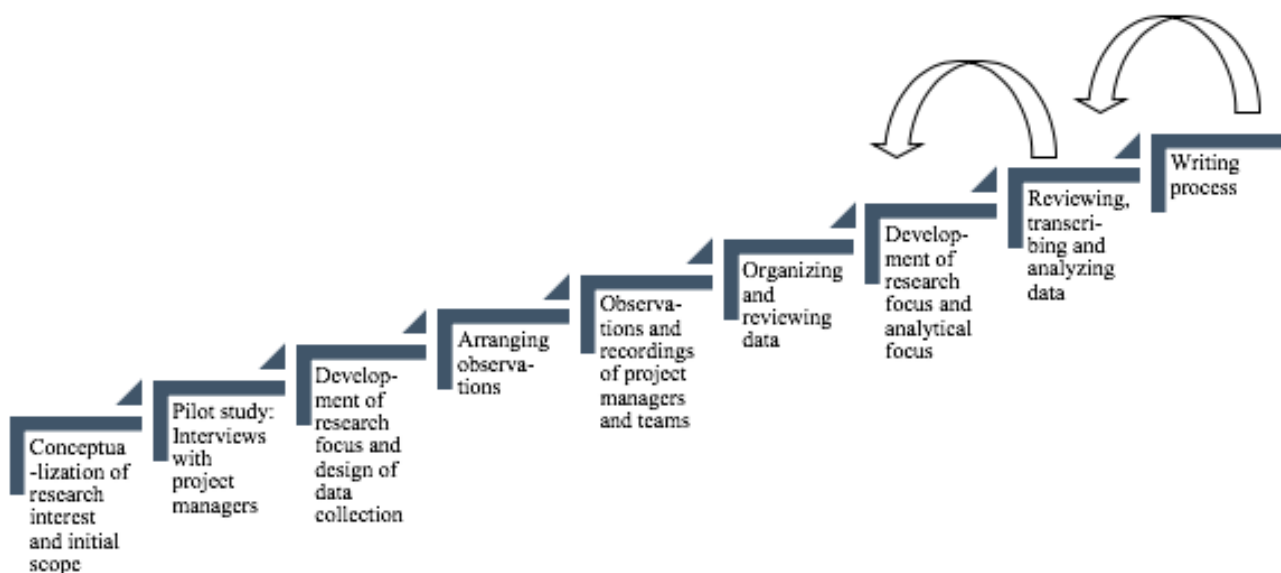 Conceptua
-lization of
research
interest
and initial
scope
Pilot study:
Interviews
with
project
managers
Develop-
ment of
research
focus and
design of
data
collection
Arranging
observa-
tions
Observa-
tions and
recordings
of project
managers
and teams
Organizing
and
reviewing
data
Develop-
ment of
research
focus and
analytical
focus
Reviewing,
transcri-
bing and
analyzing
data
Writing
process